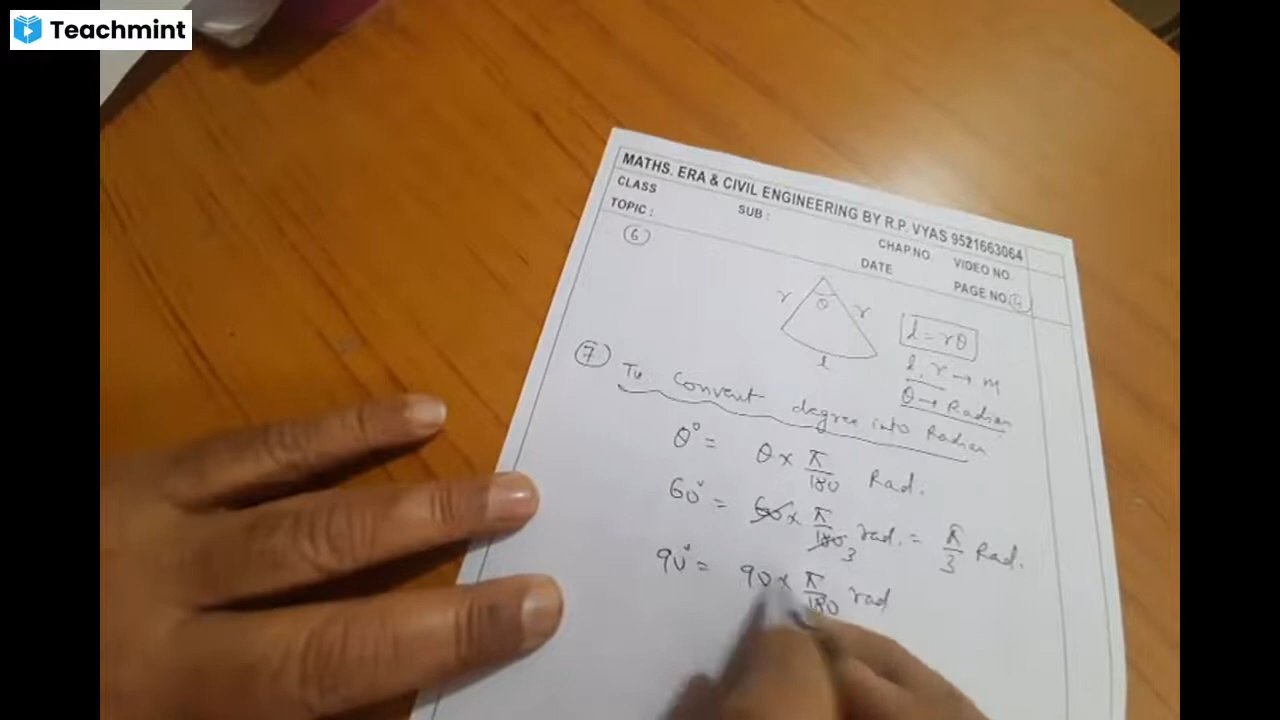 Teachmint
MATHS. ERA & CIVIL ENGINEERING BY R.P. VYAS 9521663064
CLASS SUB : CHAP.NO. VIDEO NO.
TOPIC : DATE PAGE NO. 4
6
θ r r l
l = rθ
l, r → m
θ → Radian
7 To Convert degree into Radian
θ° = θ × π/180 Rad.
60° = 60 × π/180 3 rad. = π/3 Rad.
90° = 90 × π/180 rad